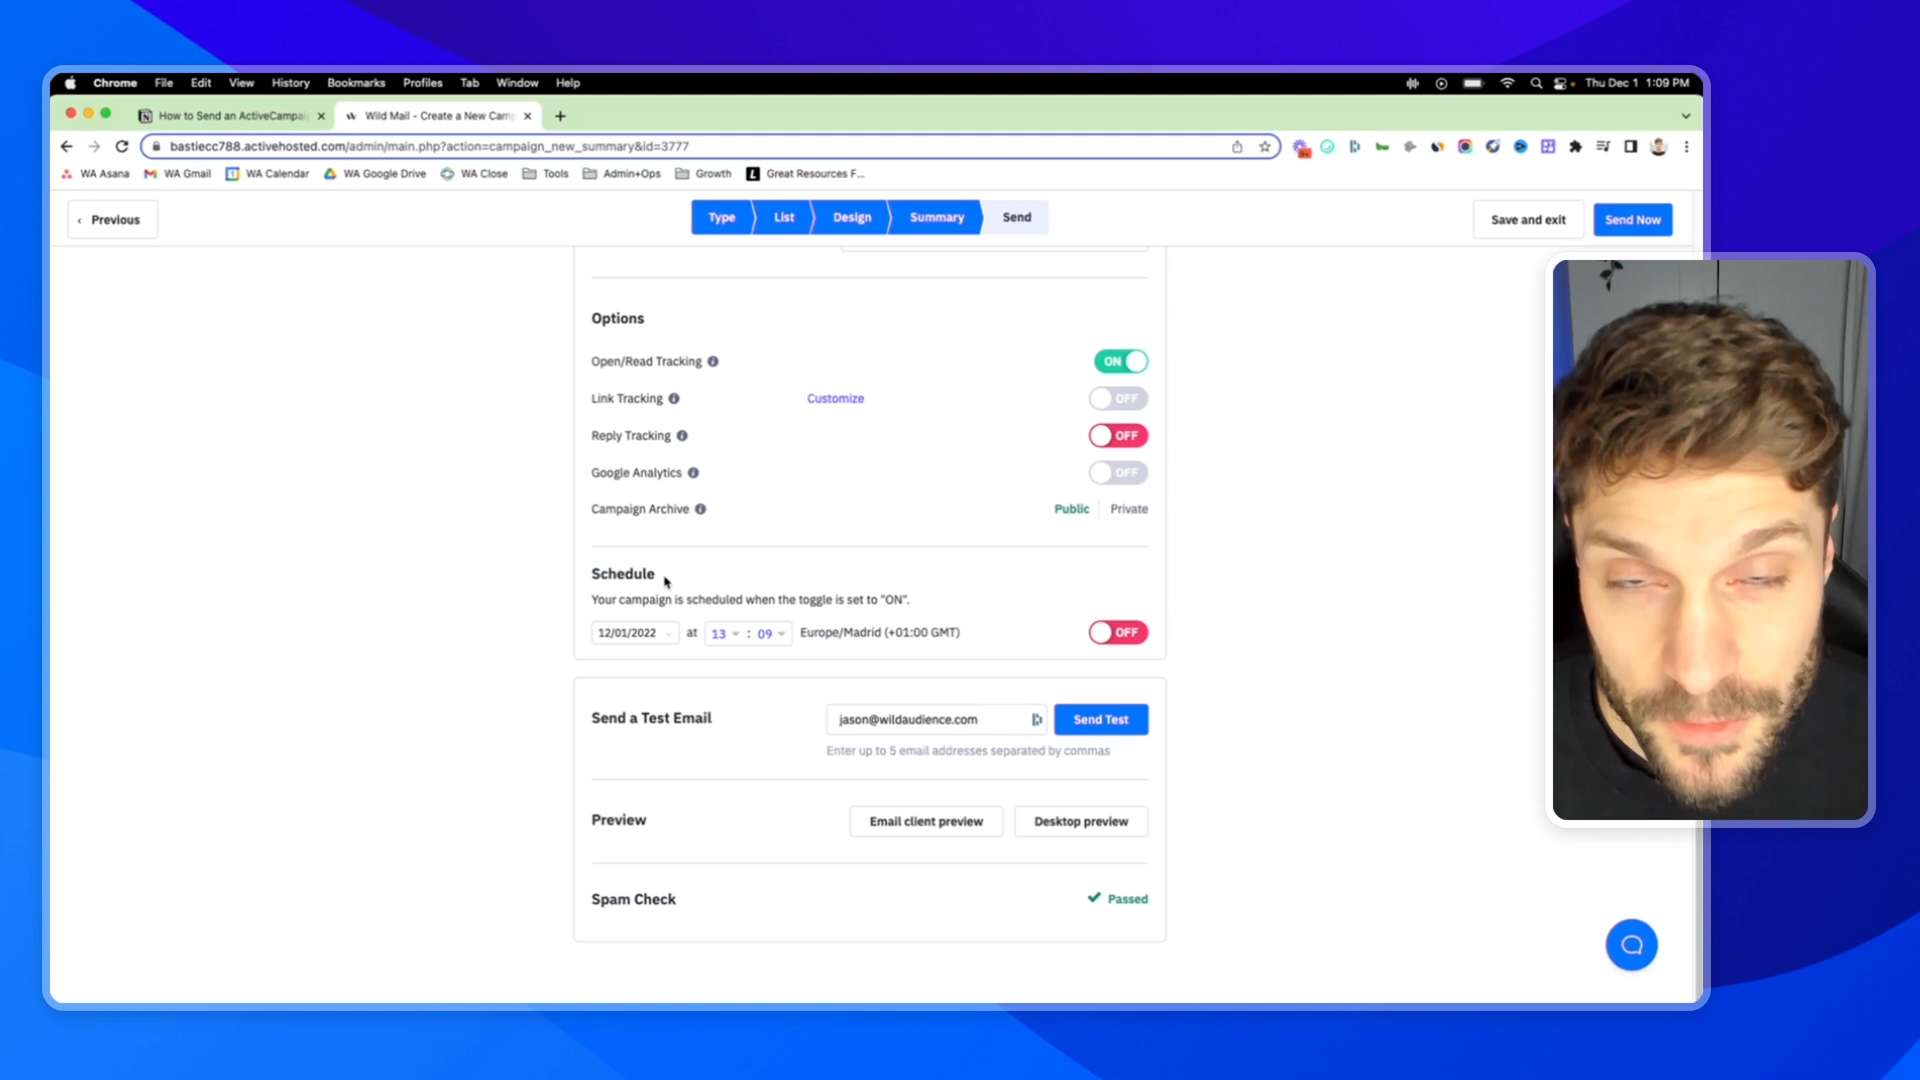 Chrome File Edit View History Bookmarks Profiles Tab Window Help Thu Dec 1 1:09 PM
How to Send an ActiveCampai Wild Mail - Create a New Camp
bastiecc788.activehosted.com/admin/main.php?action=campaign_new_summary&id=3777
WA Asana WA Gmail WA Calendar WA Google Drive WA Close Tools Admin+Ops Growth Great Resources F...
Previous Type List Design Summary Send Save and exit Send Now
Options
Open/Read Tracking ON
Link Tracking Customize OFF
Reply Tracking OFF
Google Analytics OFF
Campaign Archive Public Private
Schedule
Your campaign is scheduled when the toggle is set to "ON".
12/01/2022 at 13 : 09 Europe/Madrid (+01:00 GMT) OFF
Send a Test Email jason@wildaudience.com Send Test
Enter up to 5 email addresses separated by commas
Preview Email client preview Desktop preview
Spam Check Passed